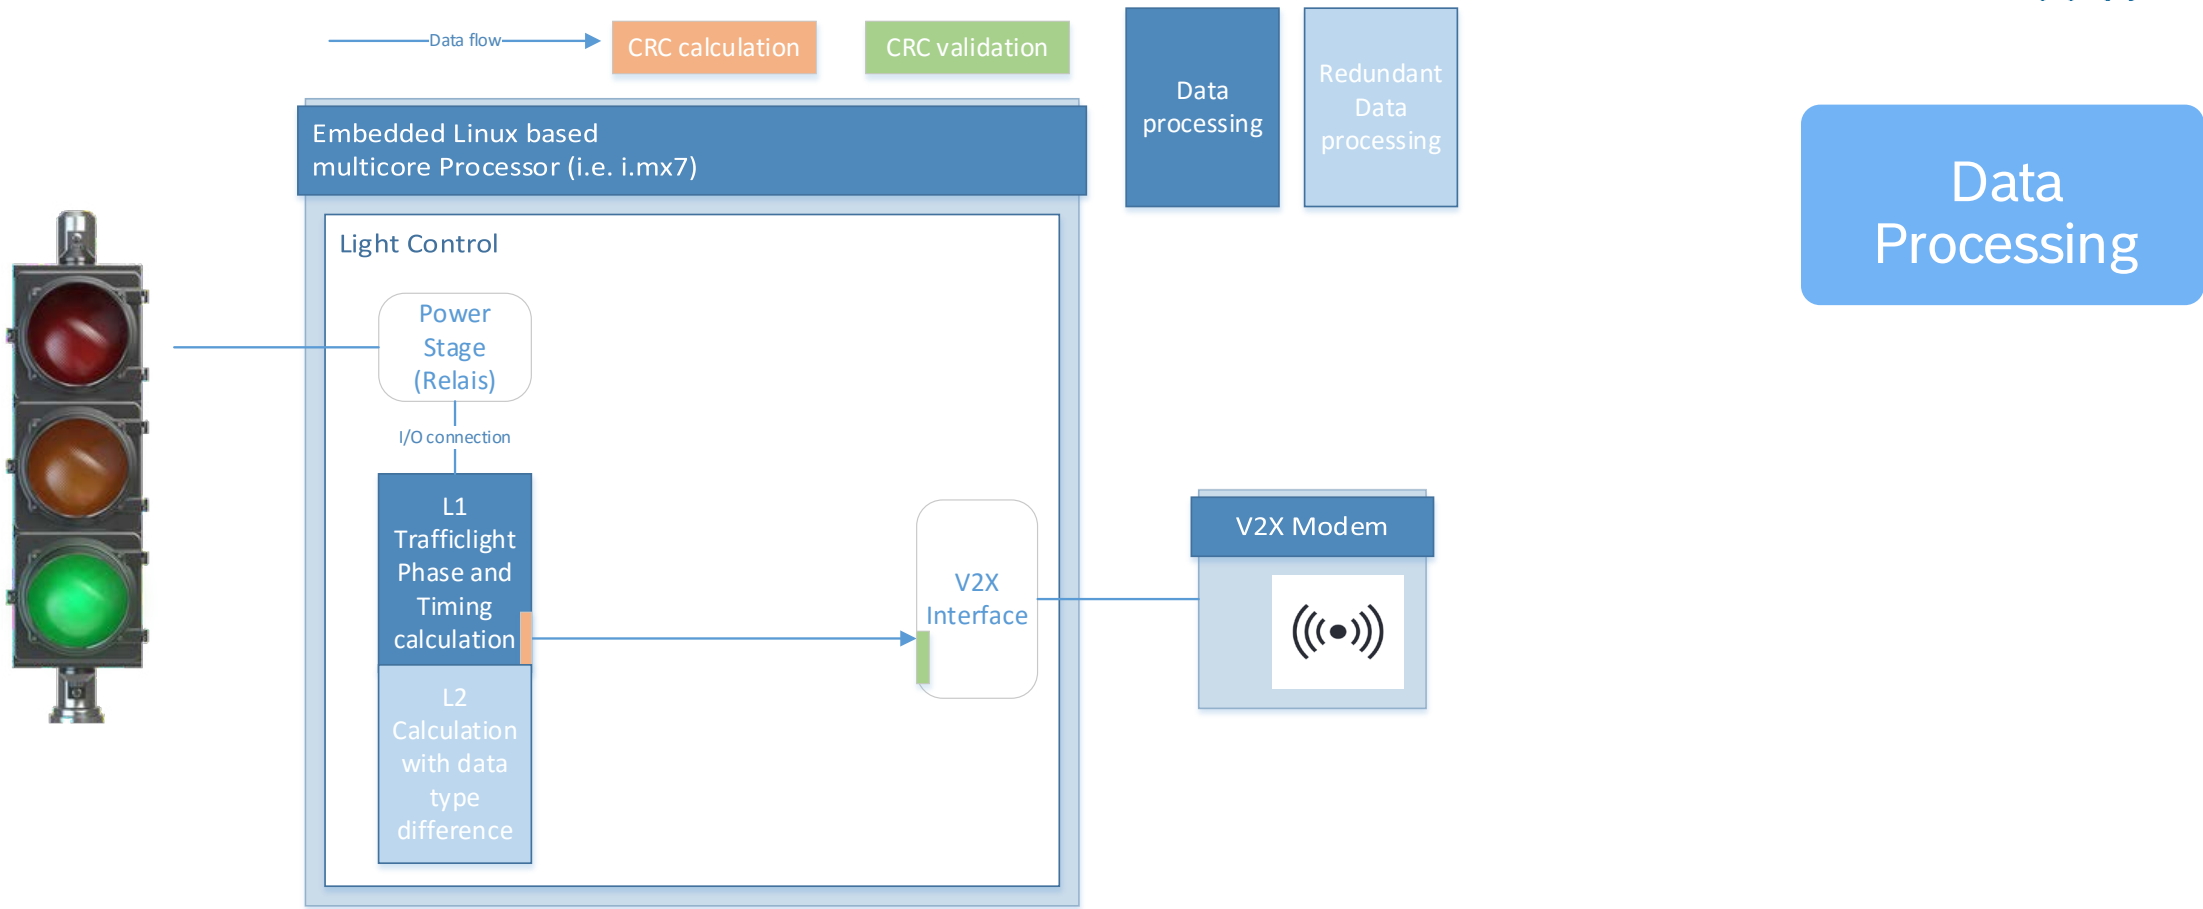 Data flow
CRC calculation
CRC validation
Data
processing
Redundant
Data
processing
Data
Processing
Embedded Linux based
multicore Processor (i.e. i.mx7)
Light Control
Power
Stage
(Relais)
I/O connection
L1
Trafficlight
Phase and
Timing
calculation
L2
Calculation
with data
type
difference
V2X
Interface
V2X Modem